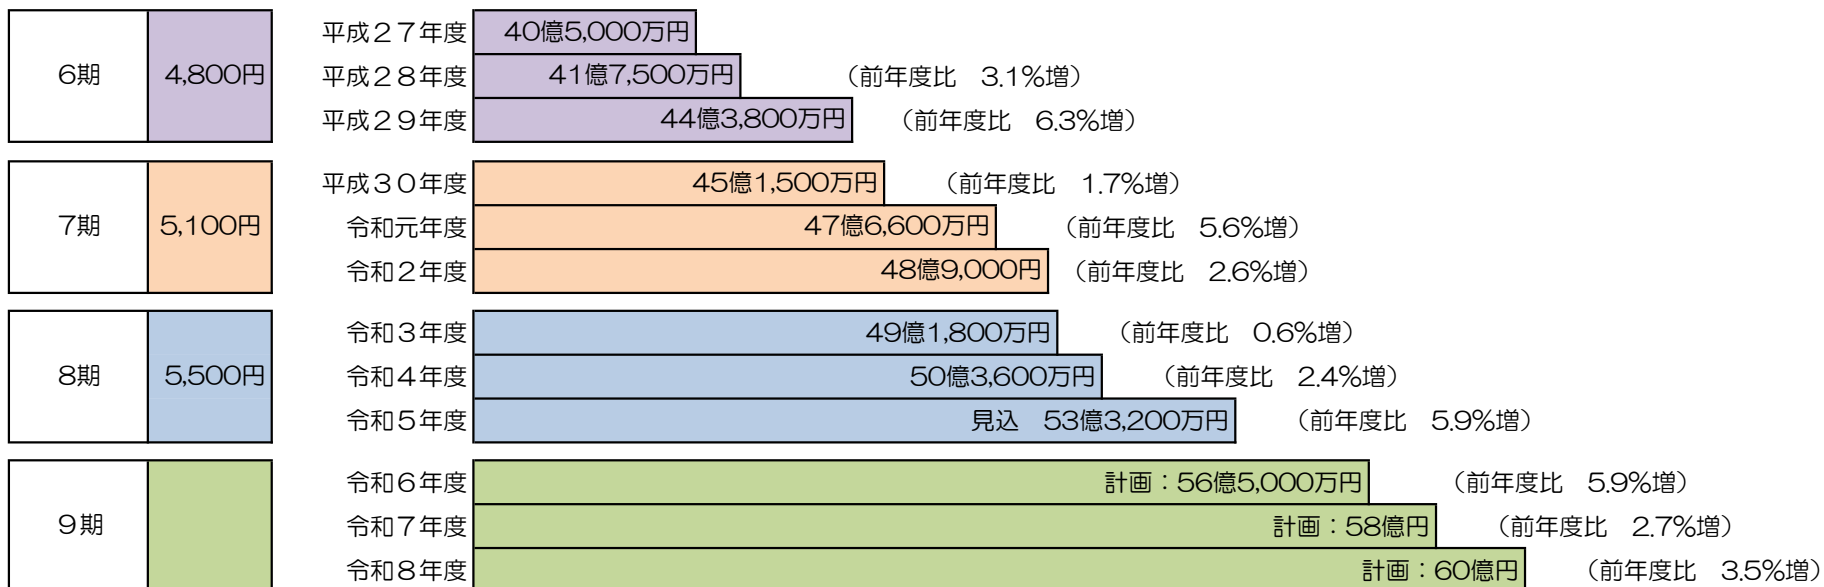 平成２７年度 40億5,000万円
6期 4,800円 平成２８年度 41億7,500万円 （前年度比　3.1%増）
平成２９年度 44億3,800万円 （前年度比　6.3%増）
平成３０年度 45億1,500万円 （前年度比　1.7%増）
7期 5,100円 令和元年度 47億6,600万円 （前年度比　5.6%増）
令和２年度 48億9,000円 （前年度比　2.6%増）
令和３年度 49億1,800万円 （前年度比　0.6%増）
8期 5,500円 令和４年度 50億3,600万円 （前年度比　2.4%増）
令和５年度 見込　53億3,200万円 （前年度比　5.9%増）
令和６年度 計画：56億5,000万円 （前年度比　5.9%増）
９期 令和７年度 計画：58億円 （前年度比　2.7%増）
令和８年度 計画：60億円 （前年度比　3.5%増）